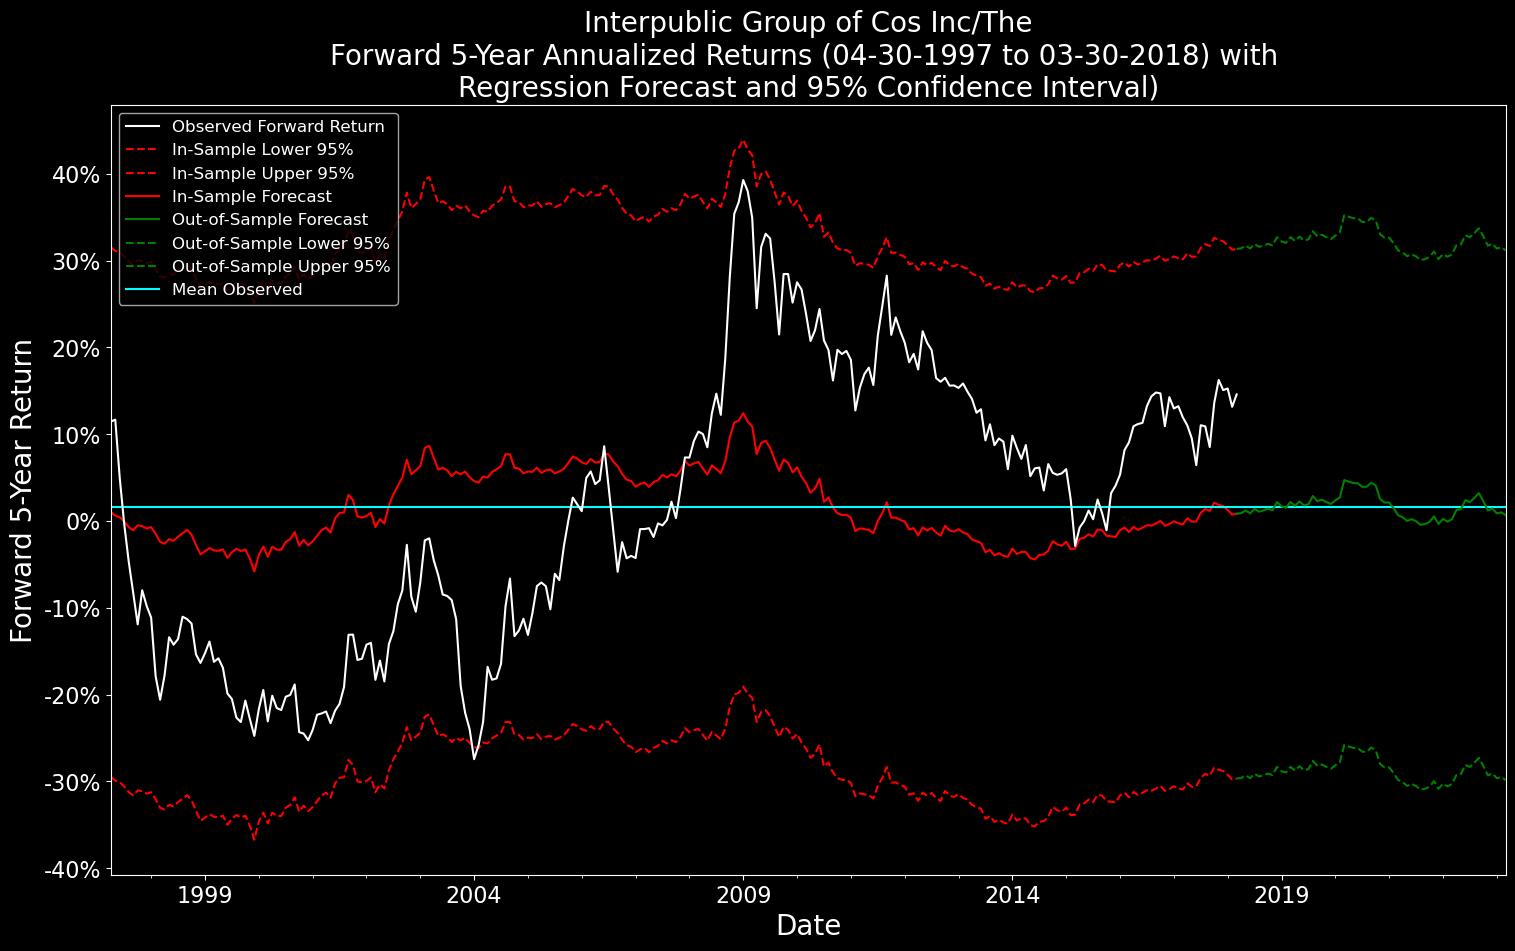 Interpublic Group of Cos Inc/The
Forward 5-Year Annualized Returns (04-30-1997 to 03-30-2018) with
Regression Forecast and 95% Confidence Interval)
Observed Forward Return
In-Sample Lower 95%
In-Sample Upper 95%
In-Sample Forecast
Out-of-Sample Forecast
Out-of-Sample Lower 95%
Out-of-Sample Upper 95%
Mean Observed
Forward 5-Year Return
40%
30%
20%
10%
0%
-10%
-20%
-30%
-40%
1999
2004
2009
2014
2019
Date